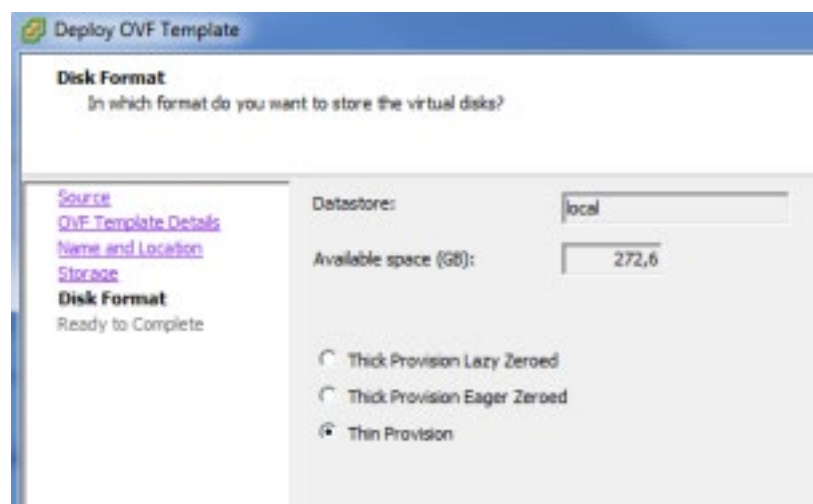 Deploy OVF Template
Disk Format
In which format do you want to store the virtual disks?
Source
OVF Template Details
Name and Location
Storage
Disk Format
Ready to Complete
Datastore: local
Available space (GB): 272,6
Thick Provision Lazy Zeroed
Thick Provision Eager Zeroed
Thin Provision